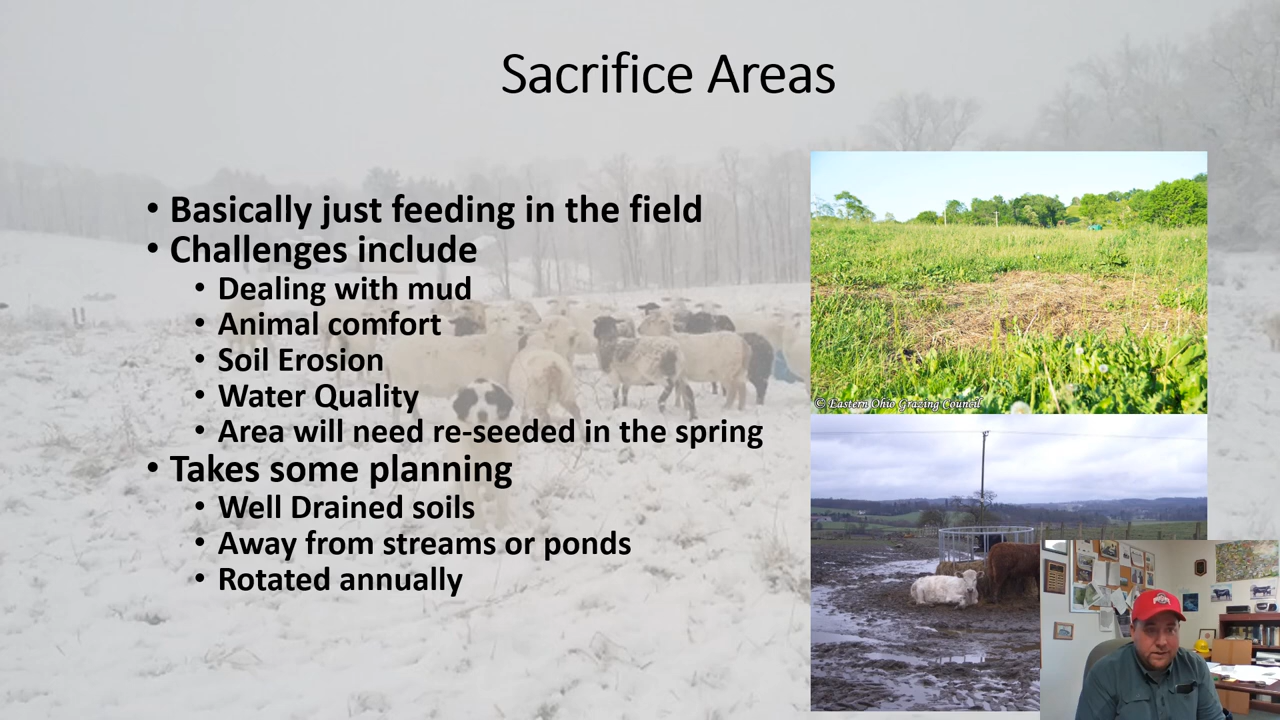 Sacrifice Areas
• Basically just feeding in the field
• Challenges include
• Dealing with mud
• Animal comfort
• Soil Erosion
• Water Quality
• Area will need re-seeded in the spring
• Takes some planning
• Well Drained soils
• Away from streams or ponds
• Rotated annually
© Eastern Ohio Grazing Council